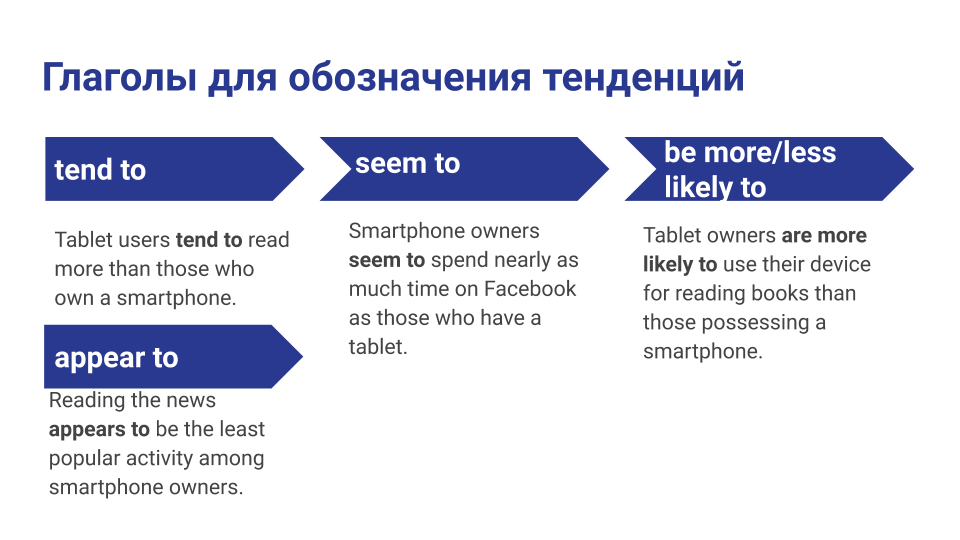 Глаголы для обозначения тенденций
tend to
Tablet users tend to read
more than those who
own a smartphone.
appear to
Reading the news
appears to be the least
popular activity among
smartphone owners.
seem to
Smartphone owners
seem to spend nearly as
much time on Facebook
as those who have a
tablet.
be more/less
likely to
Tablet owners are more
likely to use their device
for reading books than
those possessing a
smartphone.